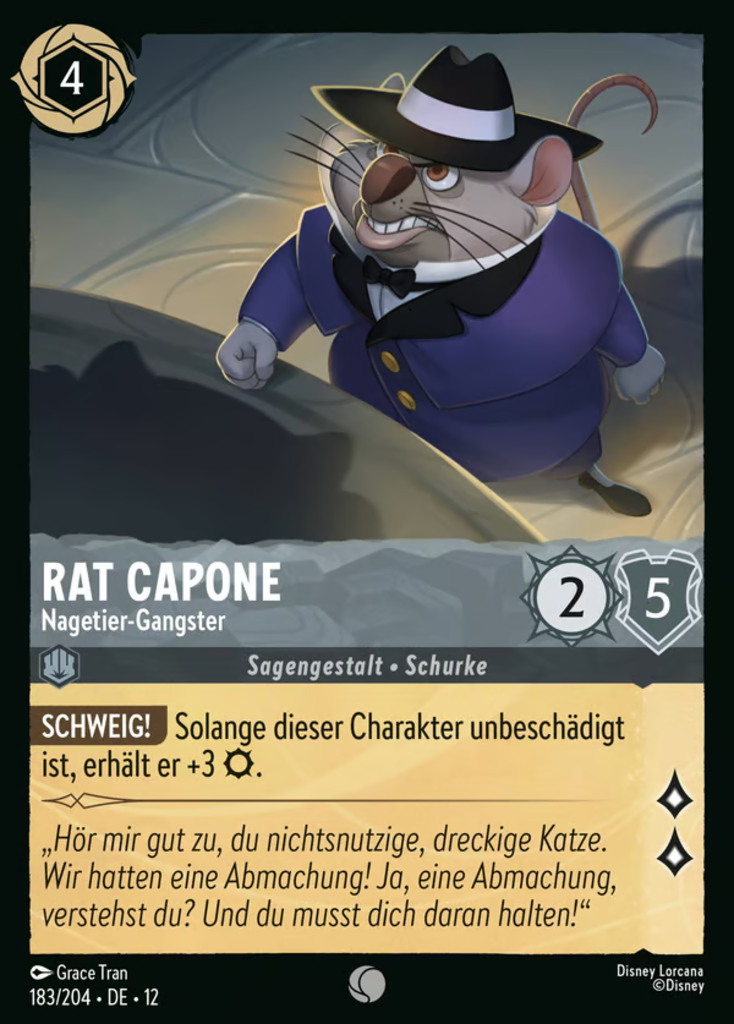 4
RAT CAPONE
Nagetier-Gangster
2
5
Sagengestalt • Schurke
SCHWEIG! Solange dieser Charakter unbeschädigt
ist, erhält er +3 .
„Hör mir gut zu, du nichtsnutzige, dreckige Katze.
Wir hatten eine Abmachung! Ja, eine Abmachung,
verstehst du? Und du musst dich daran halten!“
Grace Tran
183/204 • DE • 12
Disney Lorcana
©Disney